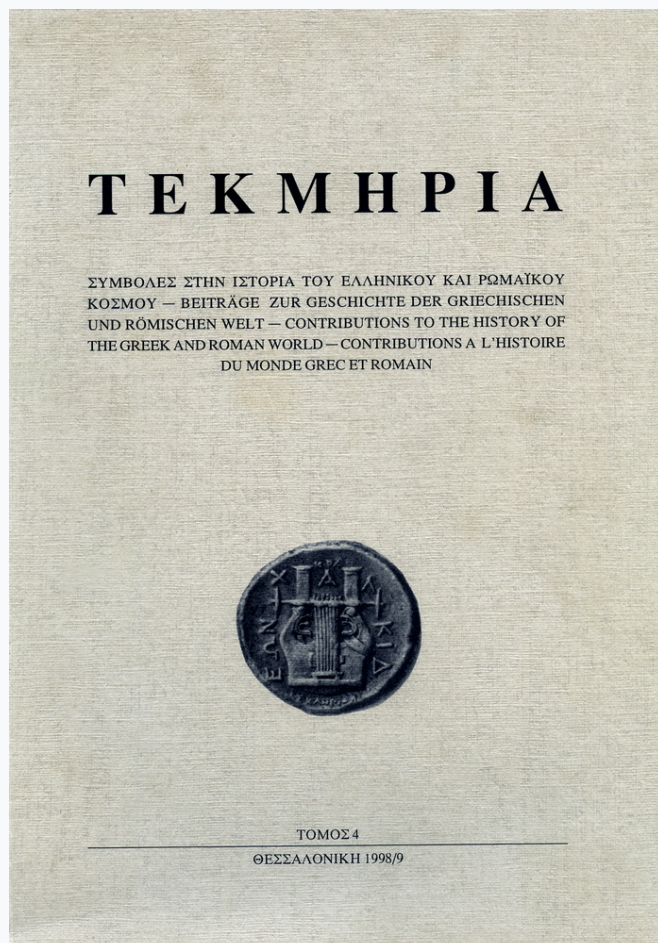 ΤΕΚΜΗΡΙΑ
ΣΥΜΒΟΛΕΣ ΣΤΗΝ ΙΣΤΟΡΙΑ ΤΟΥ ΕΛΛΗΝΙΚΟΥ ΚΑΙ ΡΩΜΑΪΚΟΥ
ΚΟΣΜΟΥ — BEITRÄGE ZUR GESCHICHTE DER GRIECHISCHEN
UND RÖMISCHEN WELT — CONTRIBUTIONS TO THE HISTORY OF
THE GREEK AND ROMAN WORLD — CONTRIBUTIONS A L'HISTOIRE
DU MONDE GREC ET ROMAIN
ΤΟΜΟΣ 4
ΘΕΣΣΑΛΟΝΙΚΗ 1998/9